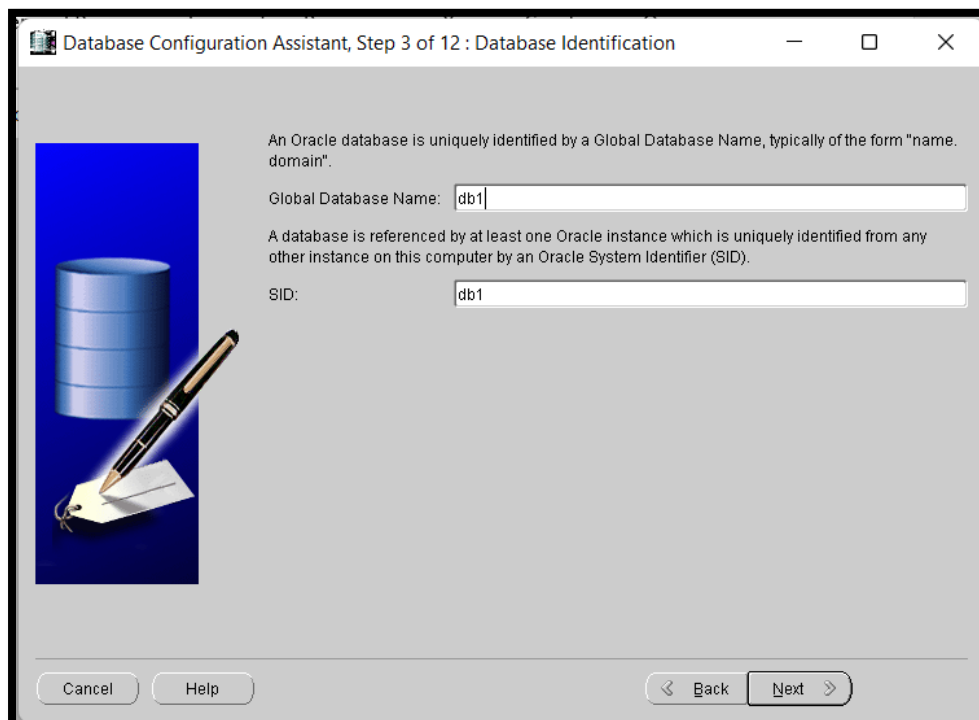 Database Configuration Assistant, Step 3 of 12 : Database Identification
An Oracle database is uniquely identified by a Global Database Name, typically of the form "name.
domain".
Global Database Name: db1
A database is referenced by at least one Oracle instance which is uniquely identified from any
other instance on this computer by an Oracle System Identifier (SID).
SID: db1
Cancel Help Back Next